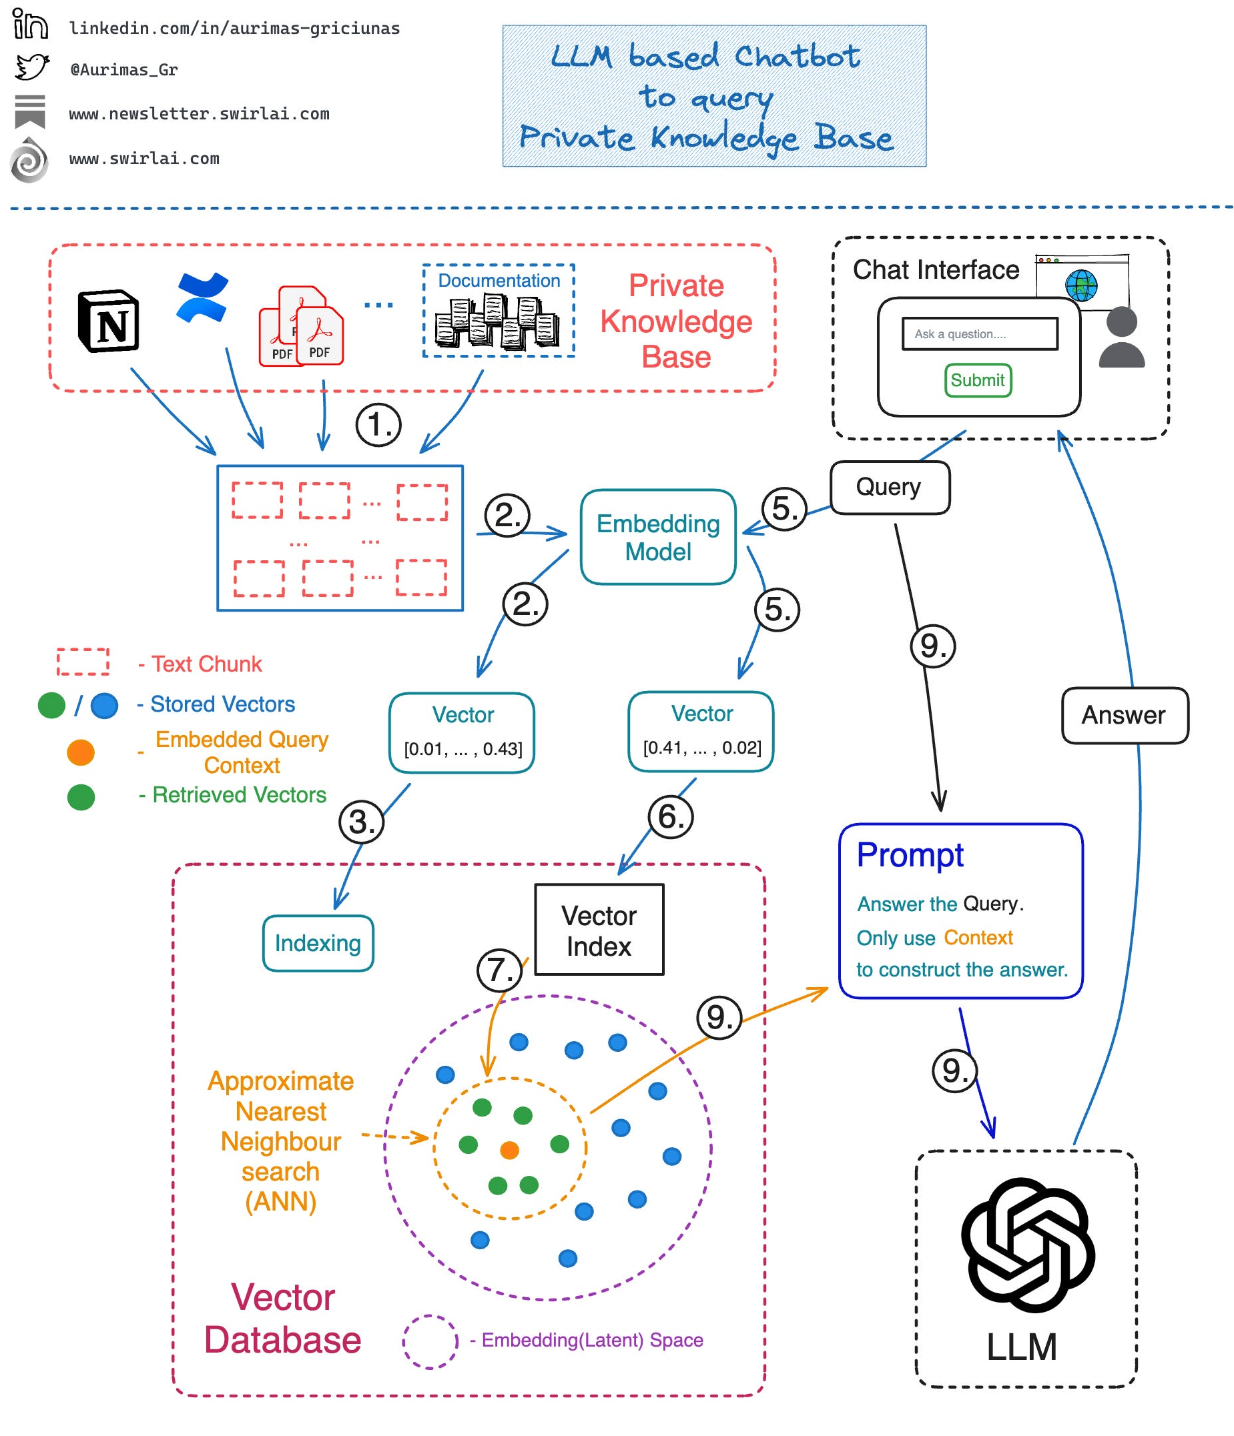 linkedin.com/in/aurimas-griciunas
@Aurimas_Gr
www.newsletter.swirlai.com
www.swirlai.com
LLM based Chatbot
to query
Private Knowledge Base
N
PDF
PDF
...
Documentation
Private
Knowledge
Base
Chat Interface
Ask a question....
Submit
1.
...
...
...
...
2.
Embedding
Model
5.
Query
2.
5.
9.
- Text Chunk
/ - Stored Vectors
- Embedded Query
Context
- Retrieved Vectors
Vector
[0.01, ... , 0.43]
Vector
[0.41, ... , 0.02]
Answer
3.
6.
Prompt
Answer the Query.
Only use Context
to construct the answer.
Indexing
Vector
Index
7.
9.
9.
Approximate
Nearest
Neighbour
search
(ANN)
Vector
Database
- Embedding(Latent) Space
LLM